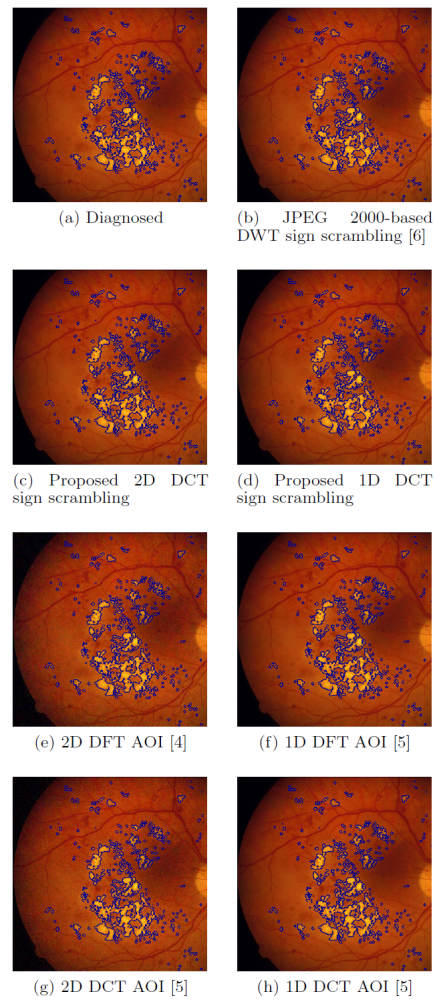 (a) Diagnosed
(b) JPEG 2000-based
DWT sign scrambling [6]
(c) Proposed 2D DCT
sign scrambling
(d) Proposed 1D DCT
sign scrambling
(e) 2D DFT AOI [4]
(f) 1D DFT AOI [5]
(g) 2D DCT AOI [5]
(h) 1D DCT AOI [5]